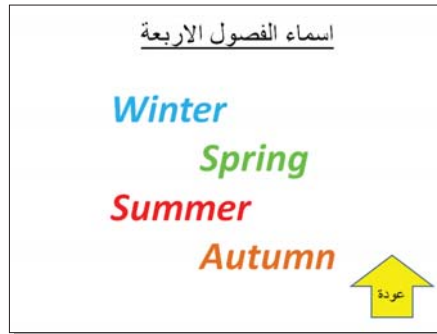 اسماء الفصول الاربعة
Winter
Spring
Summer
Autumn
عودة